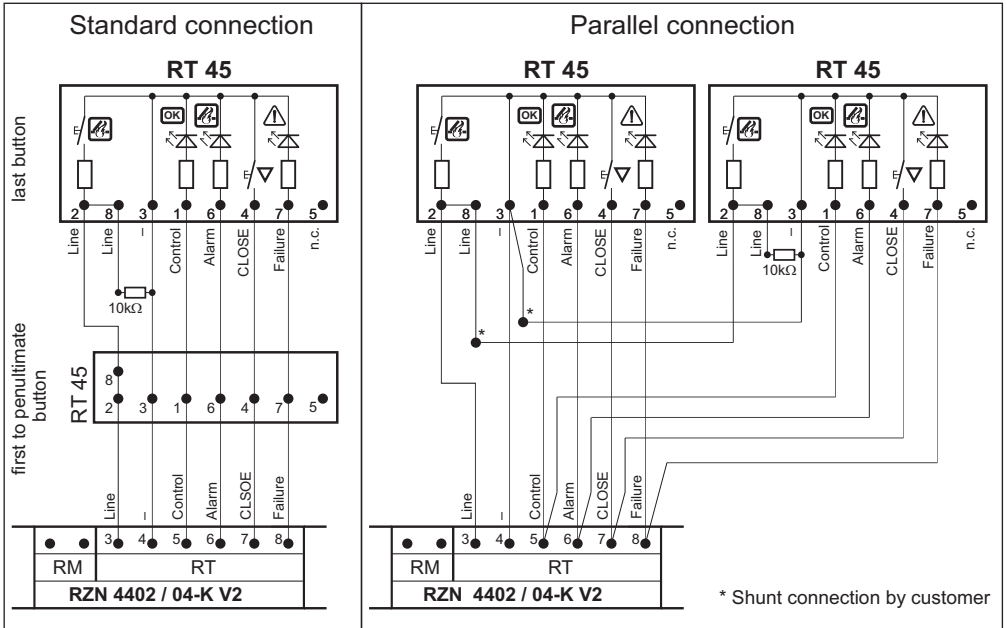 Standard connection
RT 45
OK
last button
2 8 3 1 6 4 7 5
Line Line – Control Alarm CLOSE Failure n.c.
10kΩ
first to penultimate
button
RT 45
8
2 3 1 6 4 7 5
Line – Control Alarm CLSOE Failure
3 4 5 6 7 8
RM RT
RZN 4402 / 04-K V2
Parallel connection
RT 45 RT 45
OK OK
2 8 3 1 6 4 7 5 2 8 3 1 6 4 7 5
Line Line – Control Alarm CLOSE Failure n.c. Line Line – Control Alarm CLOSE Failure n.c.
10kΩ
*
*
Line – Control Alarm CLOSE Failure
3 4 5 6 7 8
RM RT
RZN 4402 / 04-K V2
* Shunt connection by customer